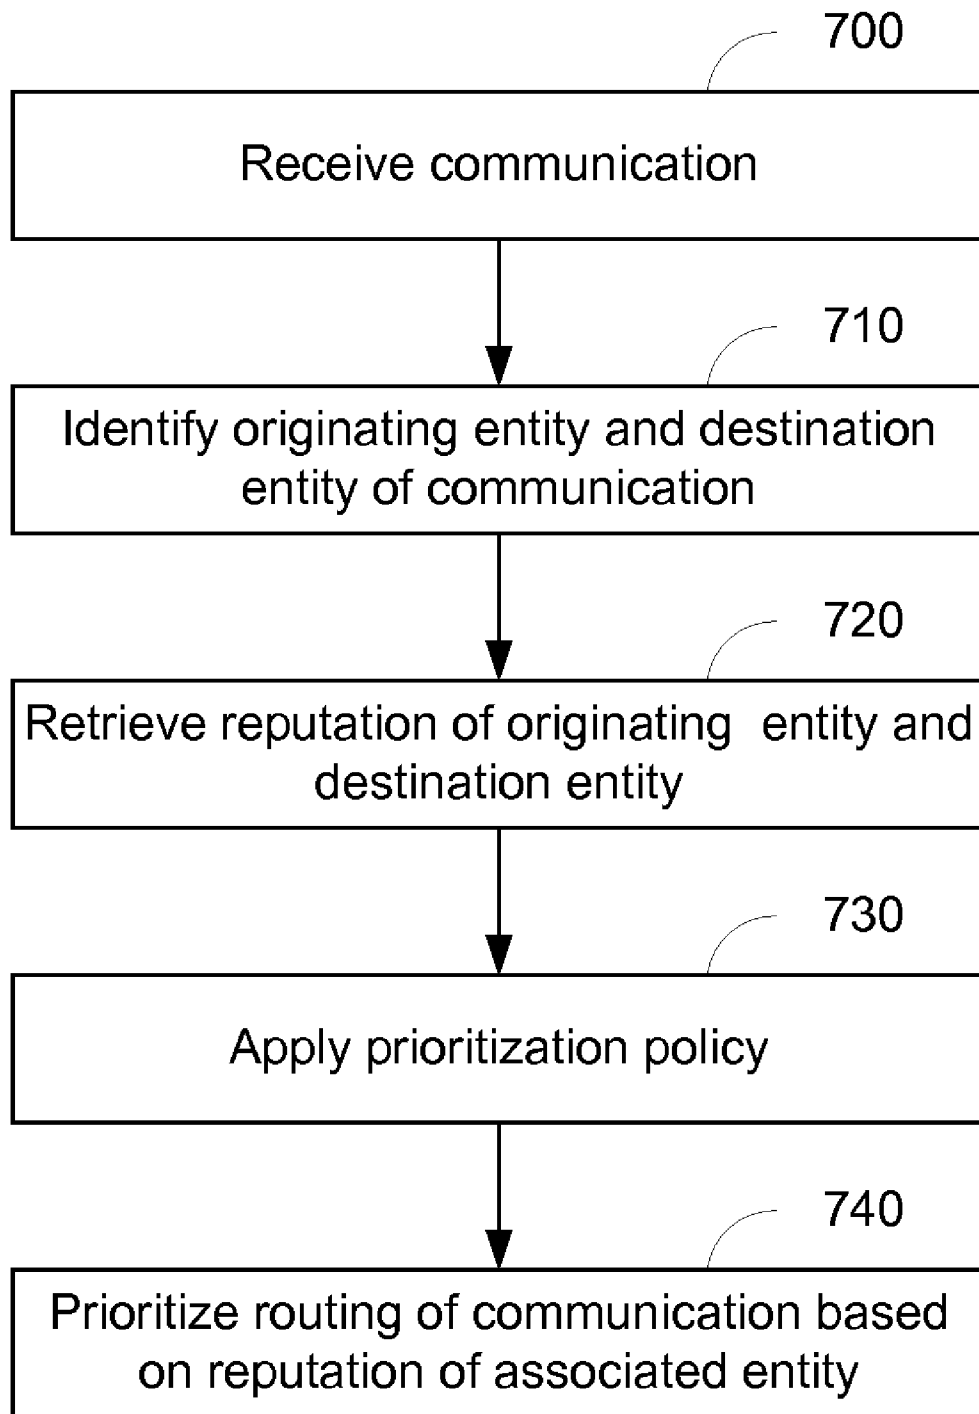 700
Receive communication
710
Identify originating entity and destination
entity of communication
720
Retrieve reputation of originating  entity and
destination entity
730
Apply prioritization policy
740
Prioritize routing of communication based
on reputation of associated entity